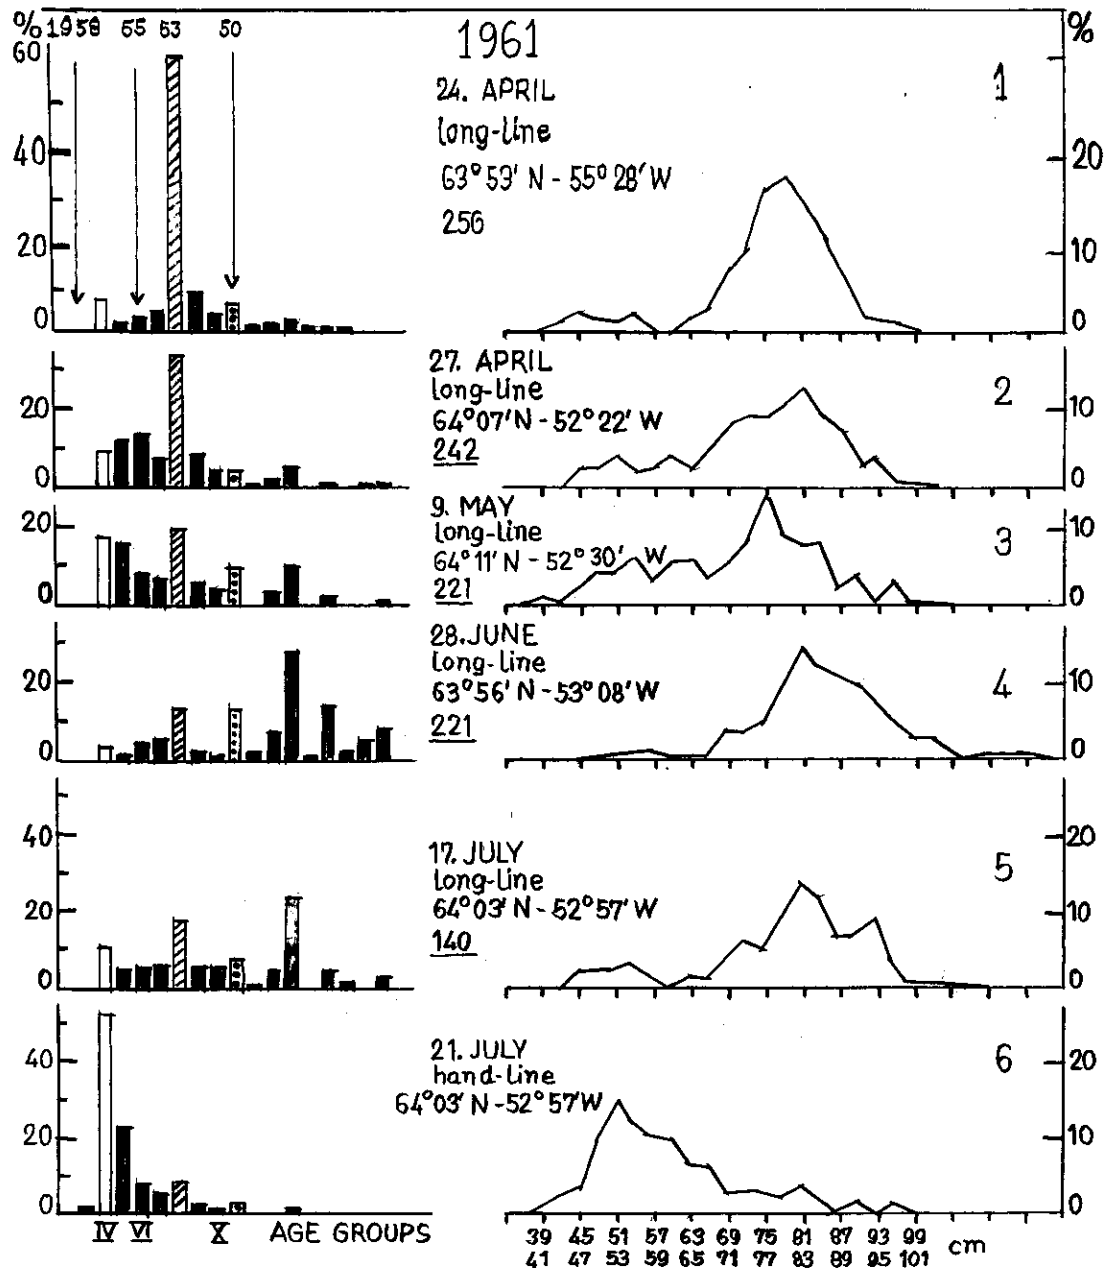 % 1958 55 53 50 1961 %
60
24. APRIL 1
long-line
40 20
63° 59' N - 55° 28' W
256
20 10
0 0
27. APRIL
long-line 2
20 64°07'N - 52°22' W 10
242
0 0
9. MAY
20 long-line 3 10
64°11'N - 52°30' W
221
0 0
28. JUNE
long-line
20 63°56'N - 53°08'W 4 10
221
0 0
40 20
17. JULY 5
long-line
20 64°03'N - 52°57'W 10
140
0 0
21. JULY 6
40 hand-line 20
64°03'N - 52°57'W
20 10
0 0
IV VI X AGE GROUPS 39 45 51 57 63 69 75 81 87 93 99 cm
41 47 53 59 65 71 77 83 89 95 101